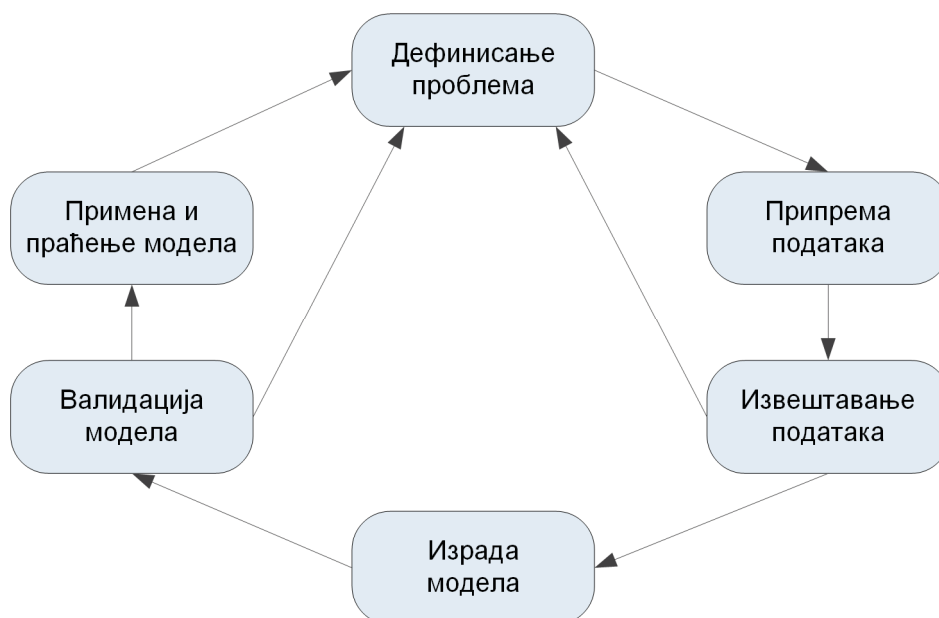 Дефинисање
проблема
Примена и
праћење модела
Припрема
података
Валидација
модела
Извештавање
података
Израда
модела